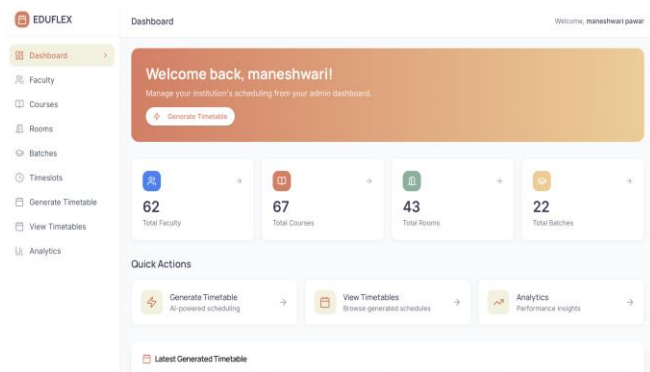 EDUFLEX
Dashboard
Welcome, maneshwari pawar
Dashboard
Faculty
Courses
Rooms
Batches
Timeslots
Generate Timetable
View Timetables
Analytics
Welcome back, maneshwari!
Manage your institution's scheduling from your admin dashboard.
Generate Timetable
62
Total Faculty
67
Total Courses
43
Total Rooms
22
Total Batches
Quick Actions
Generate Timetable
AI-powered scheduling
View Timetables
Browse generated schedules
Analytics
Performance insights
Latest Generated Timetable